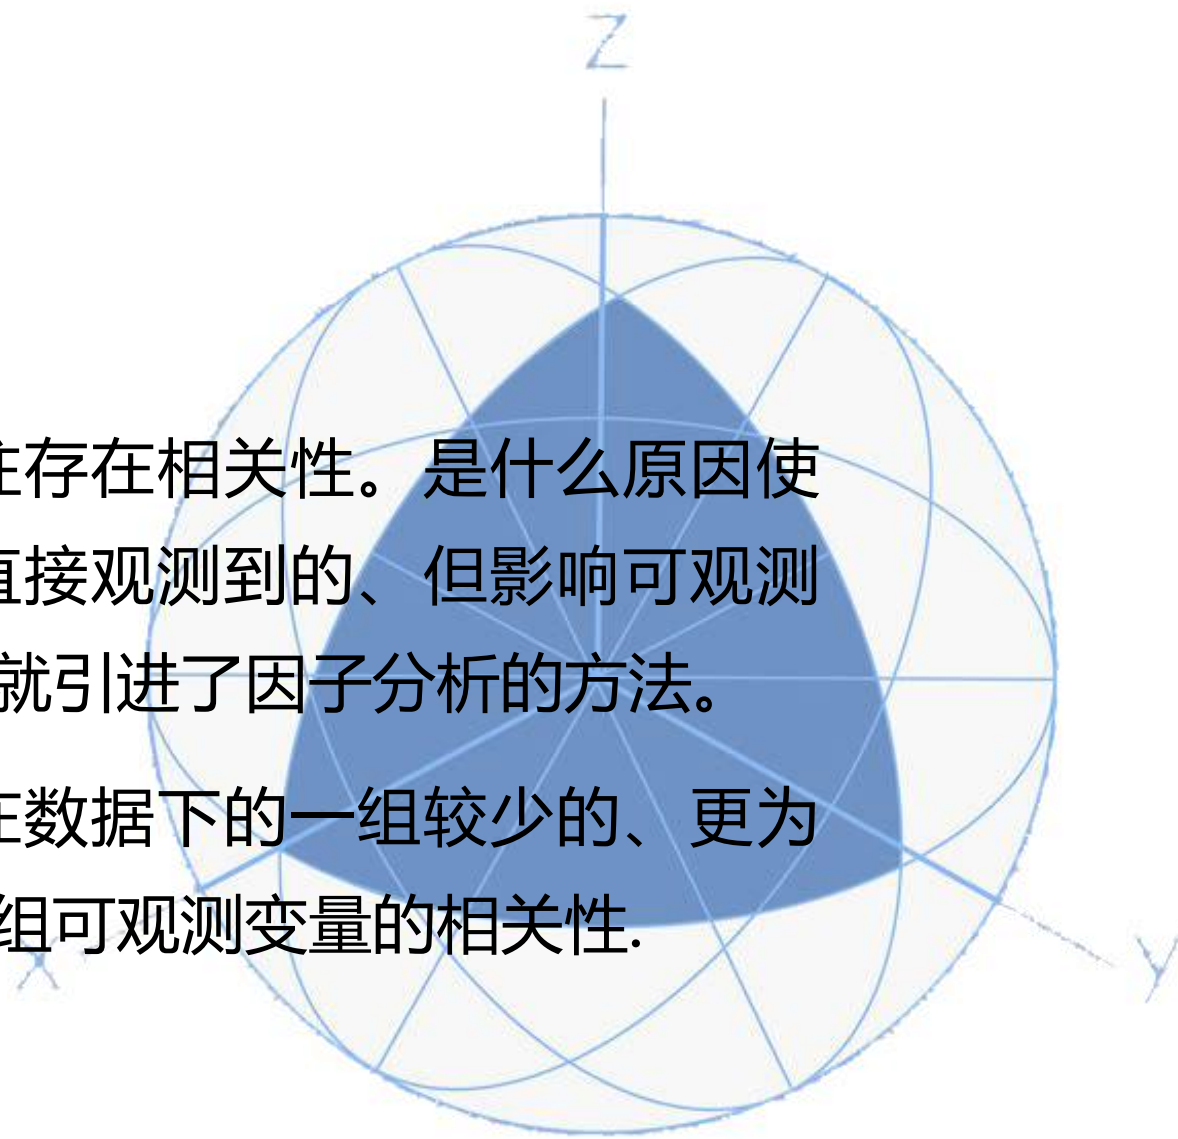 Z
存在相关性。是什么原因使
直接观测到的、但影响可观测
就引进了因子分析的方法。
在数据下的一组较少的、更为
组可观测变量的相关性.
X
Y